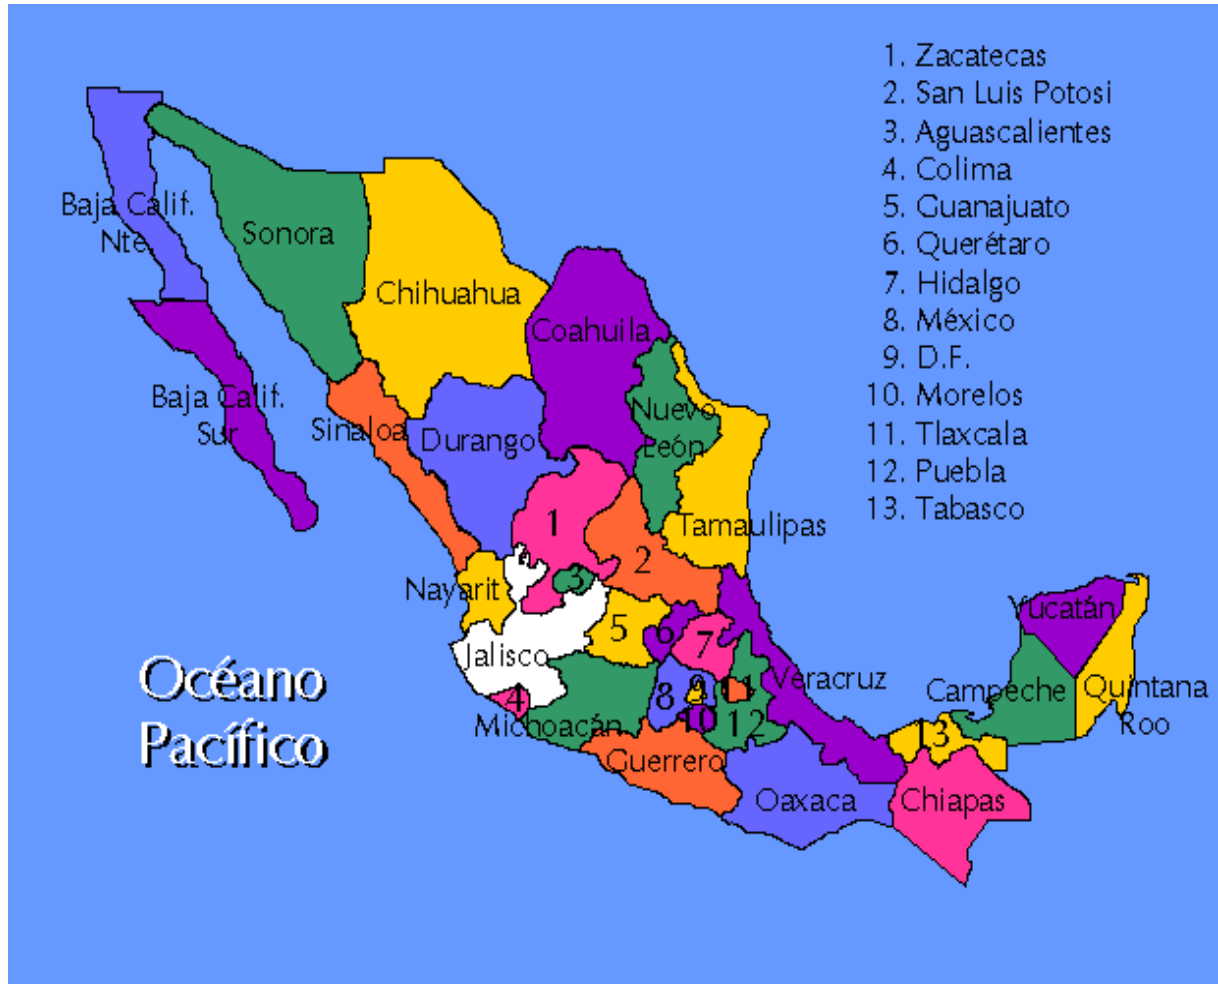 1. Zacatecas
2. San Luis Potosi
3. Aguascalientes
4. Colima
5. Guanajuato
6. Querétaro
7. Hidalgo
8. México
9. D.F.
10. Morelos
11. Tlaxcala
12. Puebla
13. Tabasco
Baja Calif.
Nte.
Sonora
Chihuahua
Coahuila
Baja Calif.
Sur
Sinaloa
Durango
Nuevo
León
Tamaulipas
1
2
3
Nayarit
Jalisco
5
6
7
4
Michoacán
8
9
11
10
12
Veracruz
Guerrero
Oaxaca
Chiapas
13
Campeche
Yucatán
Quintana
Roo
Océano
Pacífico